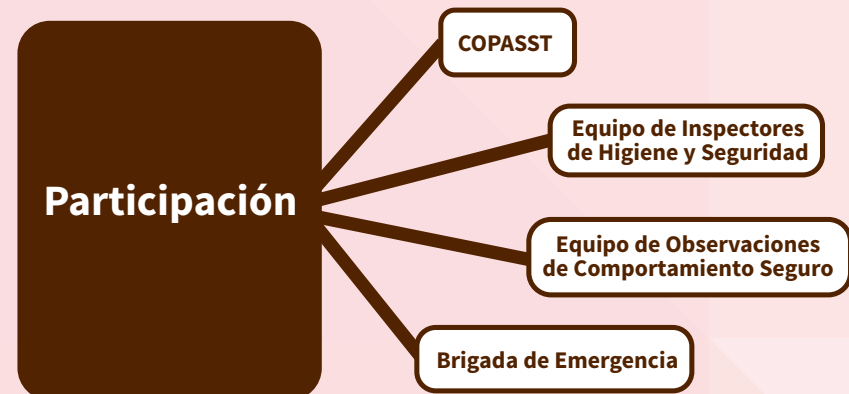 Participación
COPASST
Equipo de Inspectores
de Higiene y Seguridad
Equipo de Observaciones
de Comportamiento Seguro
Brigada de Emergencia